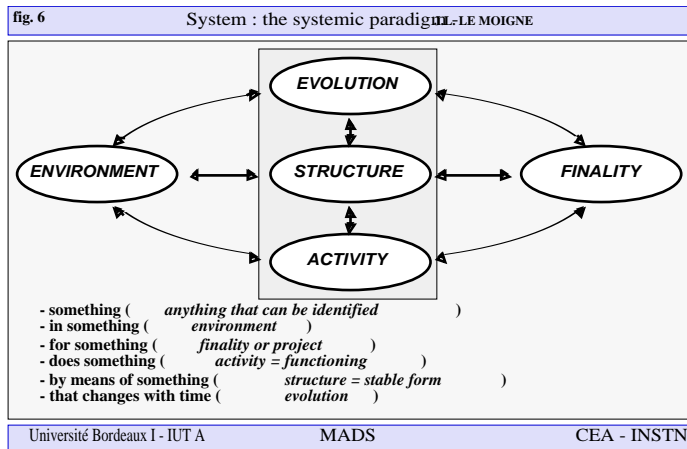 fig. 6 System : the systemic paradigm JL-LE MOIGNE
EVOLUTION
ENVIRONMENT STRUCTURE FINALITY
ACTIVITY
- something ( anything that can be identified )
- in something ( environment )
- for something ( finality or project )
- does something ( activity = functioning )
- by means of something ( structure = stable form )
- that changes with time ( evolution )
Université Bordeaux I - IUT A MADS CEA - INSTN